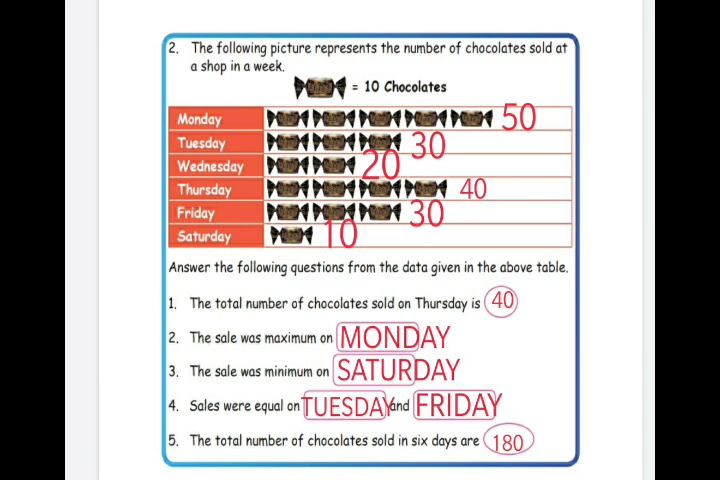 2. The following picture represents the number of chocolates sold at
a shop in a week.
= 10 Chocolates
Monday 50
Tuesday 30
Wednesday 20
Thursday 40
Friday 30
Saturday 10
Answer the following questions from the data given in the above table.
1. The total number of chocolates sold on Thursday is 40
2. The sale was maximum on MONDAY
3. The sale was minimum on SATURDAY
4. Sales were equal on TUESDAY and FRIDAY
5. The total number of chocolates sold in six days are 180